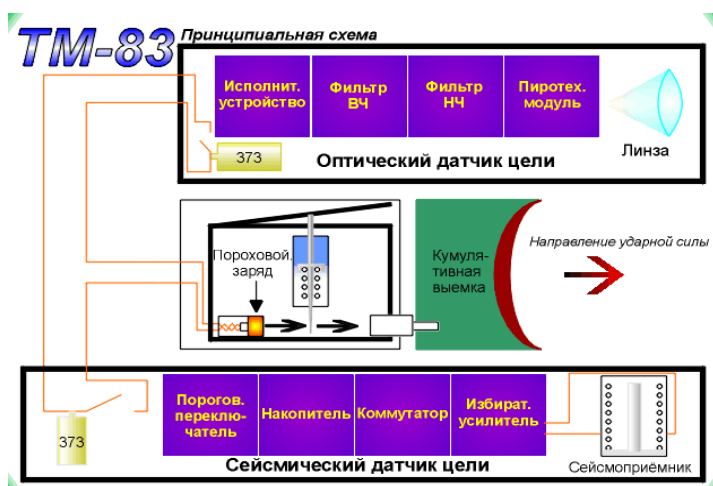 ТМ-83
Принципиальная схема
Исполнит.
устройство
Фильтр
ВЧ
Фильтр
НЧ
Пиротех.
модуль
Линза
373
Оптический датчик цели
Пороховой.
заряд
Кумуля-
тивная
выемка
Направление ударной силы
Порогов.
переклю-
чатель
Накопитель
Коммутатор
Избират.
усилитель
373
Сейсмический датчик цели
Сейсмоприёмник